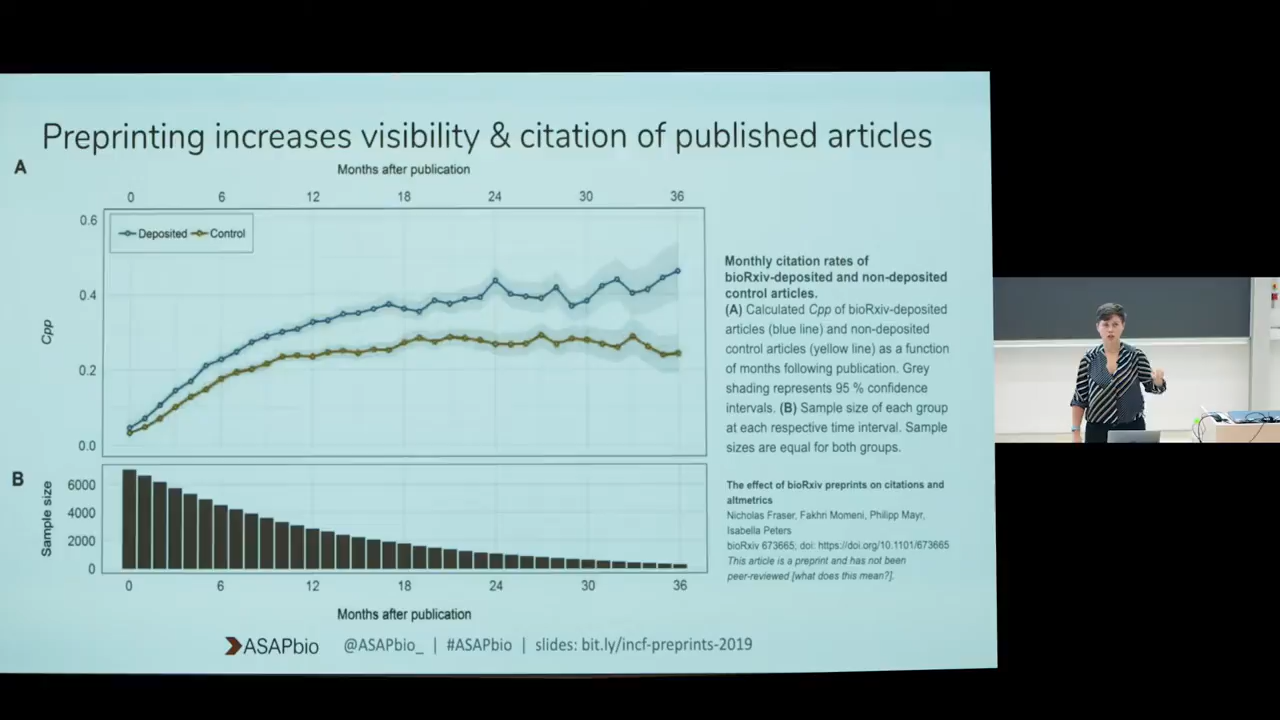 Preprinting increases visibility & citation of published articles
A
Months after publication
0 6 12 18 24 30 36
0.6
0.4
0.2
0.0
Cpp
Deposited Control
Monthly citation rates of
bioRxiv-deposited and non-deposited
control articles.
(A) Calculated Cpp of bioRxiv-deposited
articles (blue line) and non-deposited
control articles (yellow line) as a function
of months following publication. Grey
shading represents 95 % confidence
intervals. (B) Sample size of each group
at each respective time interval. Sample
sizes are equal for both groups.
B
Sample size
6000
4000
2000
0
0 6 12 18 24 30 36
Months after publication
The effect of bioRxiv preprints on citations and
altmetrics
Nicholas Fraser, Fakhri Momeni, Philipp Mayr,
Isabella Peters
bioRxiv 673665; doi: https://doi.org/10.1101/673665
This article is a preprint and has not been
peer-reviewed [what does this mean?].
ASAPbio @ASAPbio_ | #ASAPbio | slides: bit.ly/incf-preprints-2019